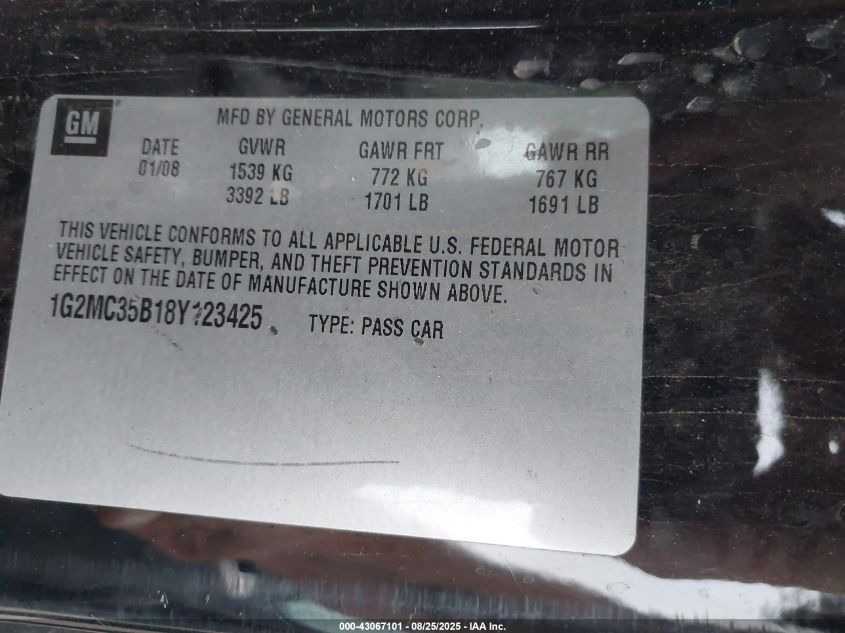 GM
MFD BY GENERAL MOTORS CORP.
DATE GVWR GAWR FRT GAWR RR
01/08 1539 KG 772 KG 767 KG
3392 LB 1701 LB 1691 LB
THIS VEHICLE CONFORMS TO ALL APPLICABLE U.S. FEDERAL MOTOR
VEHICLE SAFETY, BUMPER, AND THEFT PREVENTION STANDARDS IN
EFFECT ON THE DATE OF MANUFACTURE SHOWN ABOVE.
1G2MC35B18Y123425 TYPE: PASS CAR
000-43067101 - 08/25/2025 - IAA Inc.